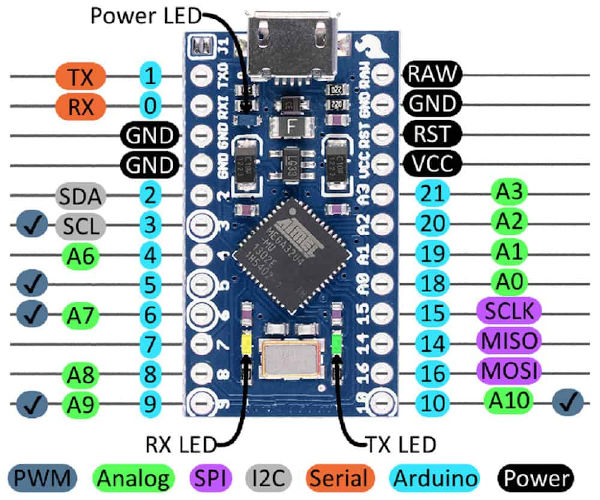 Power LED
J1
TX 1 TXO RAW RAW
RX 0 RXI GND GND
GND GND RST RST
GND GND VCC VCC
SDA 2 2 A3 21 A3
SCL 3 3 A2 20 A2
A6 4 A1 19 A1
5 5 A0 18 A0
A7 6 6 15 15 SCLK
7 7 14 14 MISO
A8 8 8 16 16 MOSI
A9 9 9 10 10 A10
F
ATMEL
MEGA32U4
-MU
RX LED TX LED
PWM Analog SPI I2C Serial Arduino Power